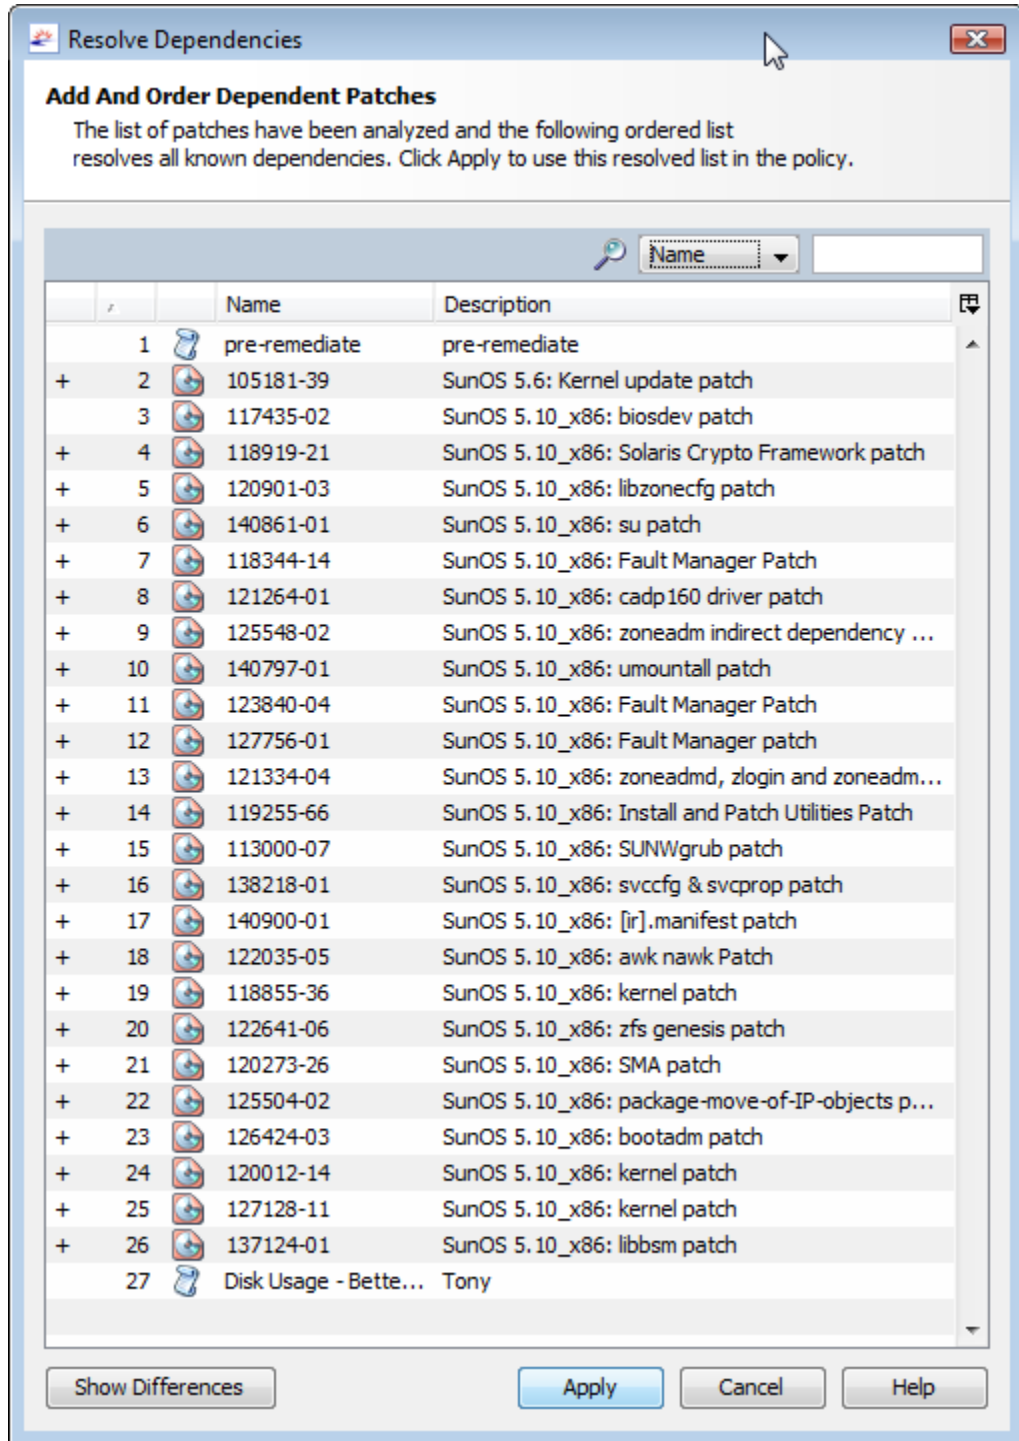 Resolve Dependencies
Add And Order Dependent Patches
The list of patches have been analyzed and the following ordered list
resolves all known dependencies. Click Apply to use this resolved list in the policy.
Name
Name Description
1 pre-remediate pre-remediate
+ 2 105181-39 SunOS 5.6: Kernel update patch
3 117435-02 SunOS 5.10_x86: biosdev patch
+ 4 118919-21 SunOS 5.10_x86: Solaris Crypto Framework patch
+ 5 120901-03 SunOS 5.10_x86: libzonecfg patch
+ 6 140861-01 SunOS 5.10_x86: su patch
+ 7 118344-14 SunOS 5.10_x86: Fault Manager Patch
+ 8 121264-01 SunOS 5.10_x86: cadp160 driver patch
+ 9 125548-02 SunOS 5.10_x86: zoneadm indirect dependency ...
+ 10 140797-01 SunOS 5.10_x86: umountall patch
+ 11 123840-04 SunOS 5.10_x86: Fault Manager Patch
+ 12 127756-01 SunOS 5.10_x86: Fault Manager patch
+ 13 121334-04 SunOS 5.10_x86: zoneadmd, zlogin and zoneadm...
+ 14 119255-66 SunOS 5.10_x86: Install and Patch Utilities Patch
+ 15 113000-07 SunOS 5.10_x86: SUNWgrub patch
+ 16 138218-01 SunOS 5.10_x86: svccfg & svcprop patch
+ 17 140900-01 SunOS 5.10_x86: [ir].manifest patch
+ 18 122035-05 SunOS 5.10_x86: awk nawk Patch
+ 19 118855-36 SunOS 5.10_x86: kernel patch
+ 20 122641-06 SunOS 5.10_x86: zfs genesis patch
+ 21 120273-26 SunOS 5.10_x86: SMA patch
+ 22 125504-02 SunOS 5.10_x86: package-move-of-IP-objects p...
+ 23 126424-03 SunOS 5.10_x86: bootadm patch
+ 24 120012-14 SunOS 5.10_x86: kernel patch
+ 25 127128-11 SunOS 5.10_x86: kernel patch
+ 26 137124-01 SunOS 5.10_x86: libbsm patch
27 Disk Usage - Bette... Tony
Show Differences Apply Cancel Help